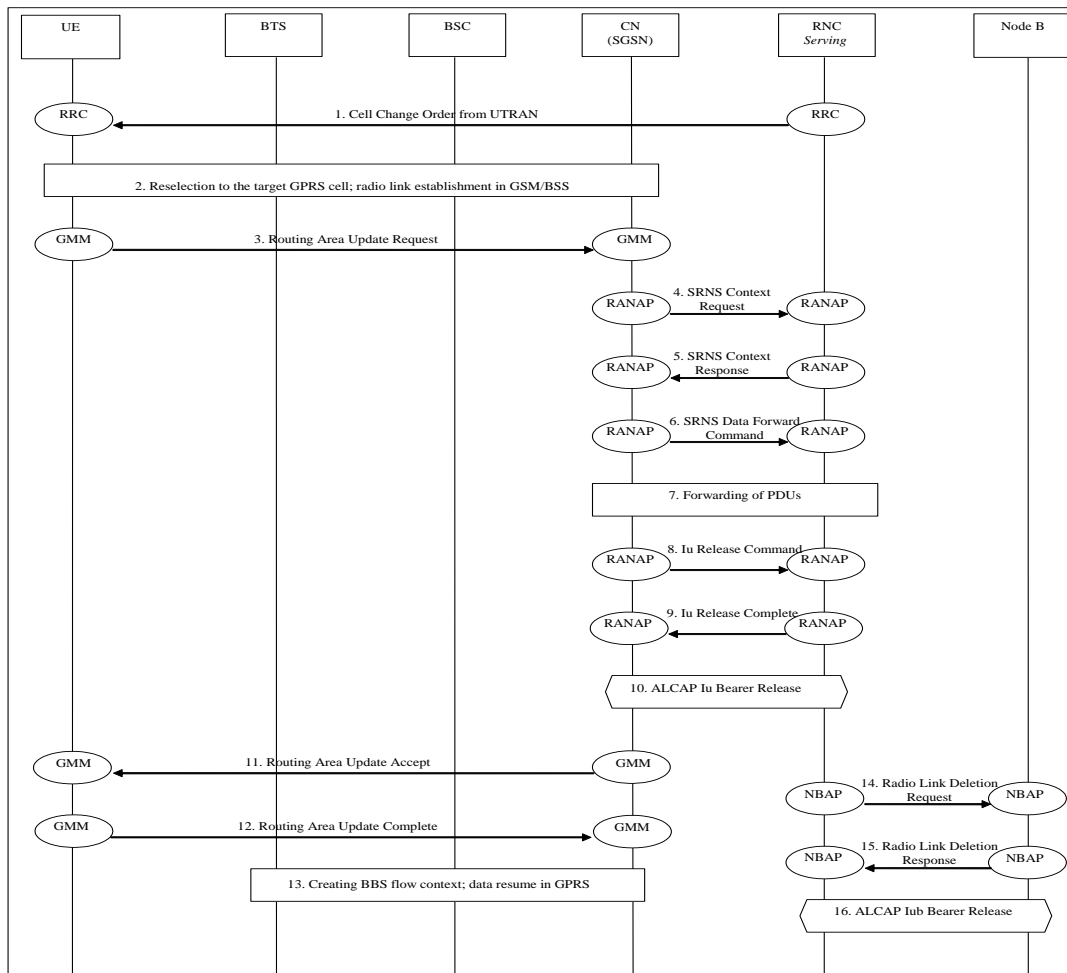 UE
BTS
BSC
CN
(SGSN)
RNC
Serving
Node B
RRC
1. Cell Change Order from UTRAN
RRC
2. Reselection to the target GPRS cell; radio link establishment in GSM/BSS
GMM
3. Routing Area Update Request
GMM
RANAP
4. SRNS Context
Request
RANAP
RANAP
5. SRNS Context
Response
RANAP
RANAP
6. SRNS Data Forward
Command
RANAP
7. Forwarding of PDUs
RANAP
8. Iu Release Command
RANAP
RANAP
9. Iu Release Complete
RANAP
10. ALCAP Iu Bearer Release
GMM
11. Routing Area Update Accept
GMM
NBAP
14. Radio Link Deletion
Request
NBAP
GMM
12. Routing Area Update Complete
GMM
NBAP
15. Radio Link Deletion
Response
NBAP
13. Creating BBS flow context; data resume in GPRS
16. ALCAP Iub Bearer Release